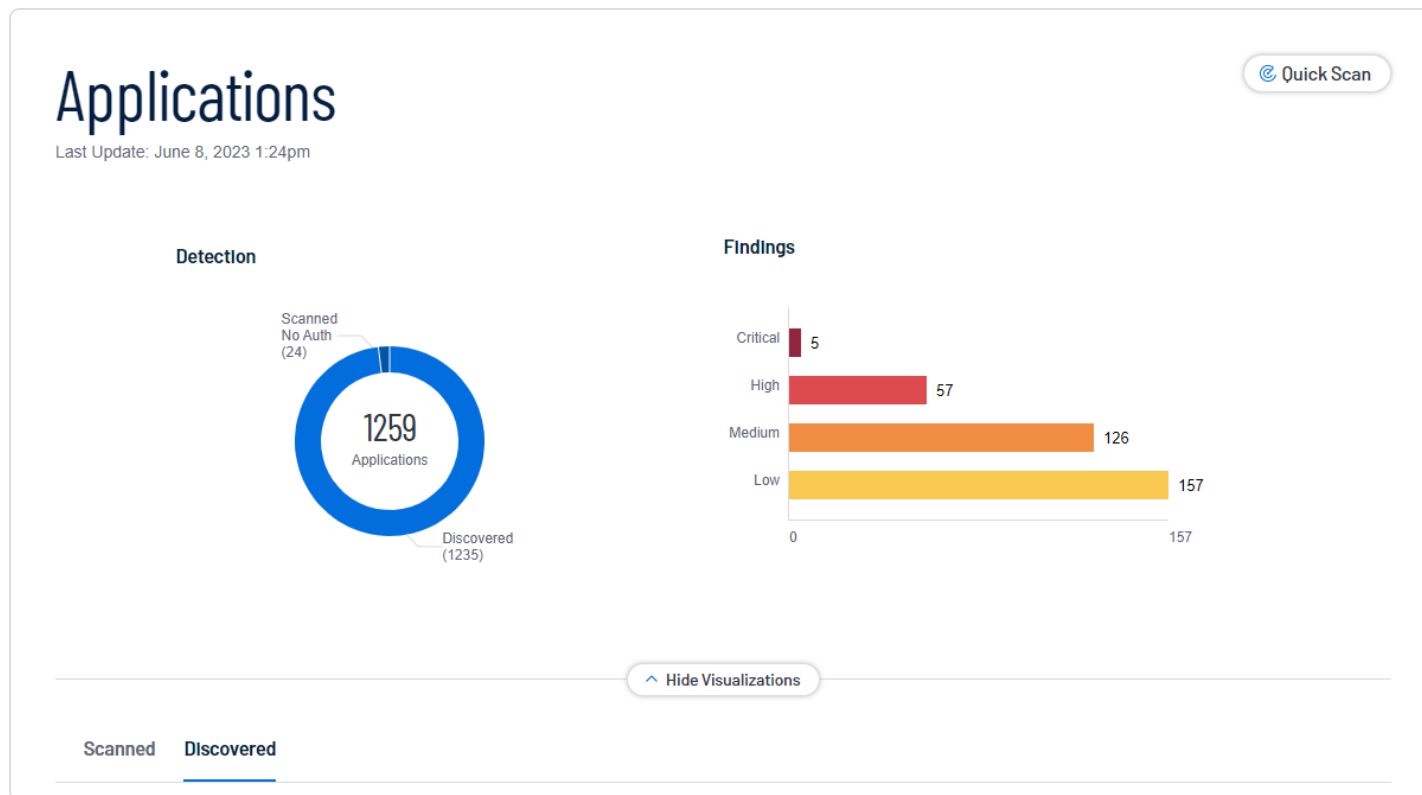 Applications
Quick Scan
Last Update: June 8, 2023 1:24pm
Detection
Scanned
No Auth
(24)
1259
Applications
Discovered
(1235)
Findings
Critical
5
High
57
Medium
126
Low
157
0
157
Hide Visualizations
Scanned
Discovered